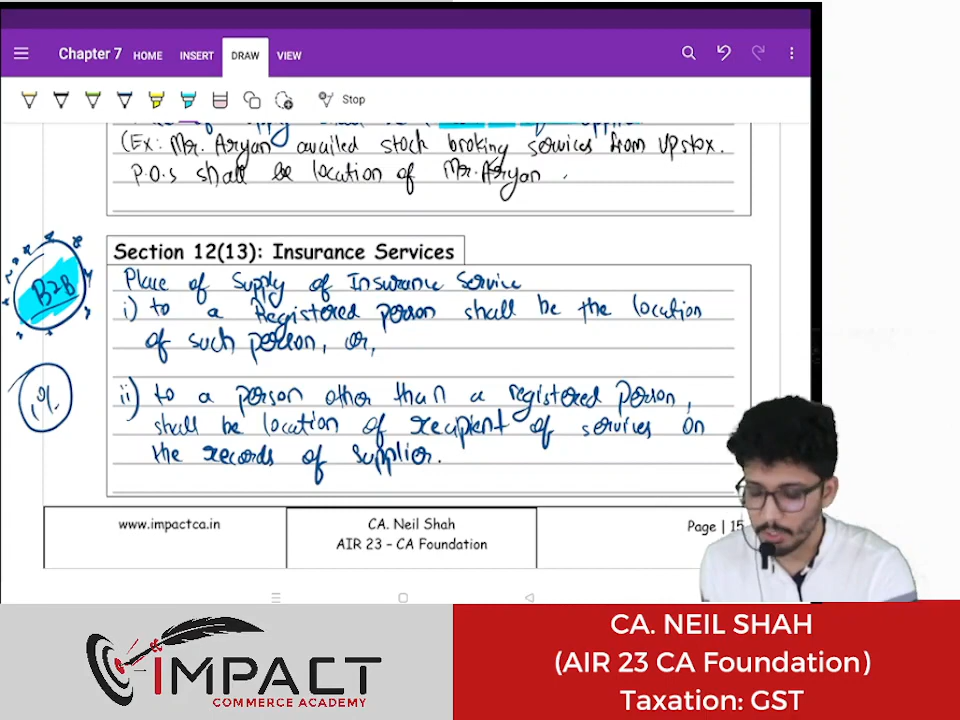 Chapter 7 HOME INSERT DRAW VIEW
Stop
(Ex: Mr. Aryan availed stock broking services from Upstox.
P.O.S shall be location of Mr. Aryan.
Section 12(13): Insurance Services
B2B
Place of Supply of Insurance Service
i) to a Registered person shall be the location
of such person, or,
ii) to a person other than a registered person,
shall be location of recipient of services on
the records of supplier.
www.impactca.in
CA. Neil Shah
AIR 23 – CA Foundation
Page | 15
IMPACT
COMMERCE ACADEMY
CA. NEIL SHAH
(AIR 23 CA Foundation)
Taxation: GST